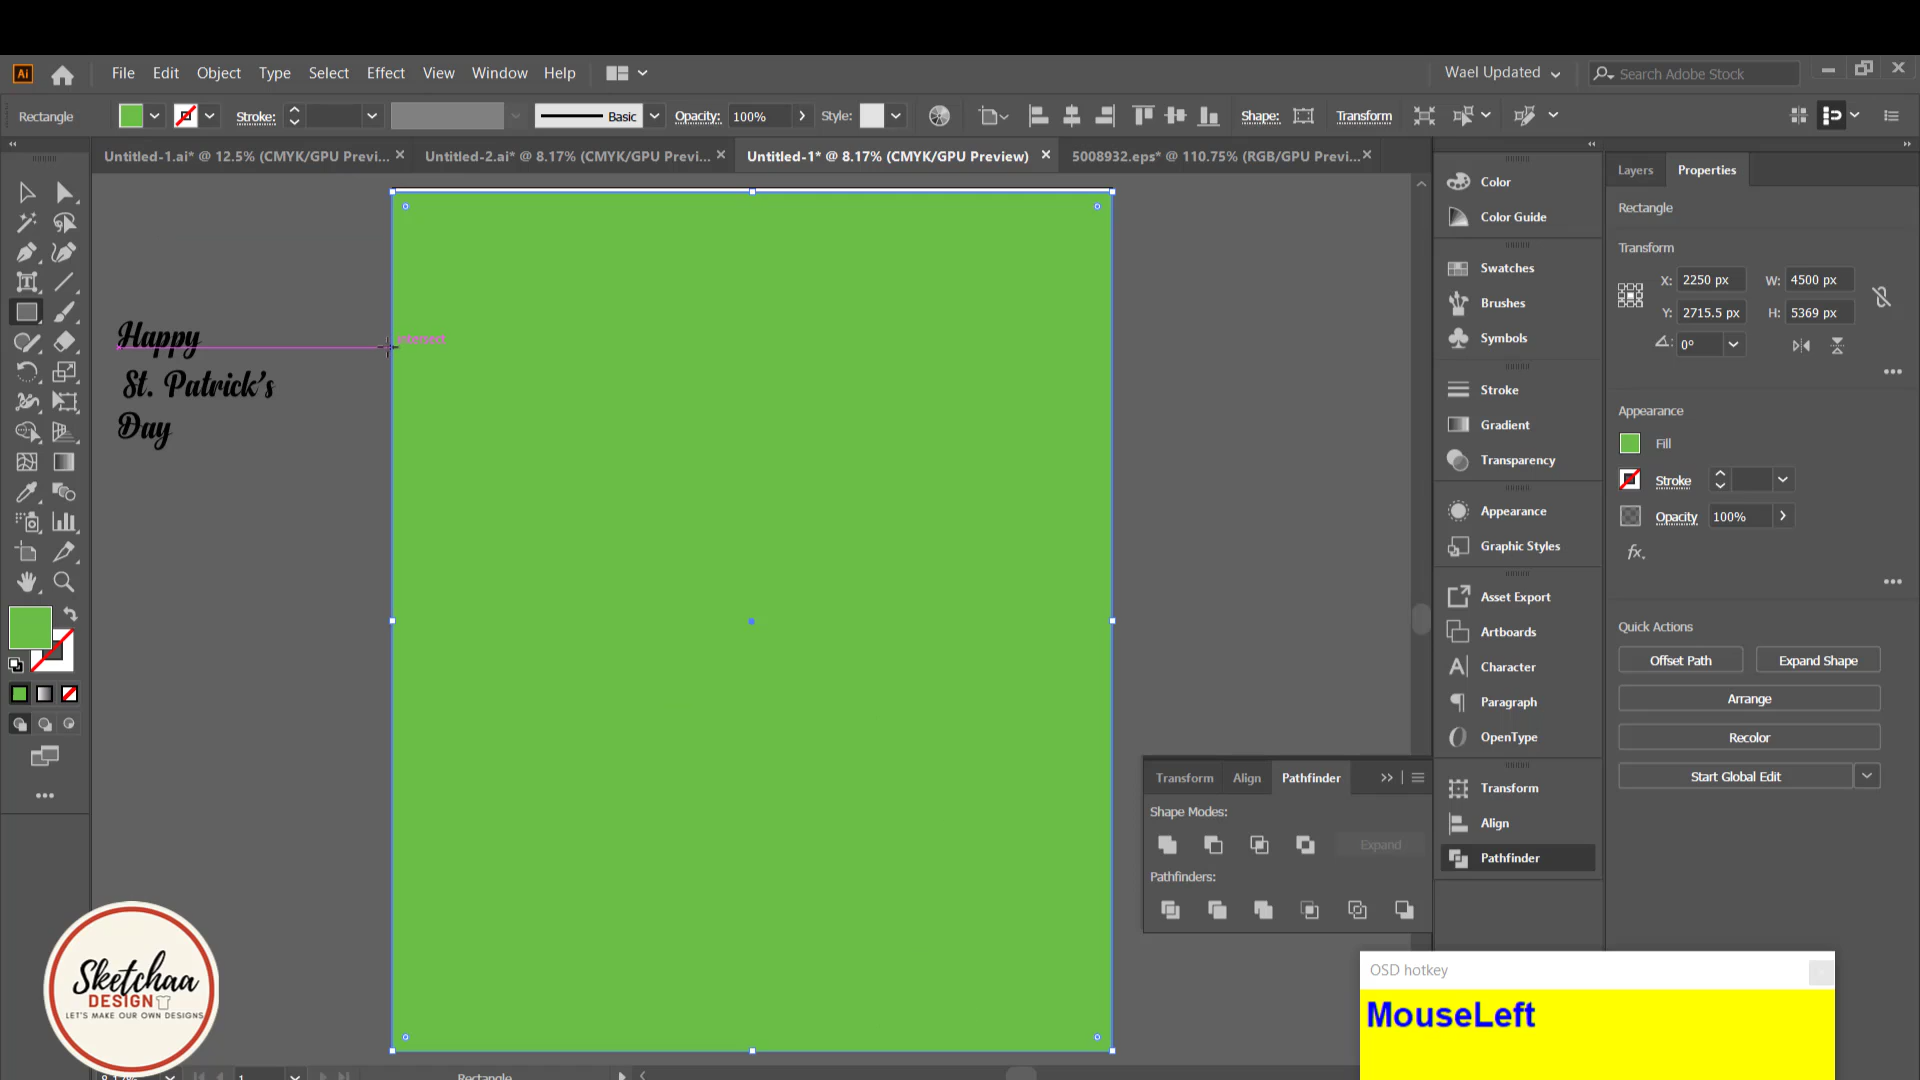 Ai
File Edit Object Type Select Effect View Window Help
Wael Updated
Search Adobe Stock
Rectangle
Stroke:
Basic
Opacity: 100%
Style:
Shape:
Transform
Untitled-1.ai* @ 12.5% (CMYK/GPU Previ... ×
Untitled-2.ai* @ 8.17% (CMYK/GPU Previ... ×
Untitled-1* @ 8.17% (CMYK/GPU Preview) ×
5008932.eps* @ 110.75% (RGB/GPU Previ... ×
Happy
St. Patrick's
Day
Color
Color Guide
Swatches
Brushes
Symbols
Stroke
Gradient
Transparency
Appearance
Graphic Styles
Asset Export
Artboards
Character
Paragraph
OpenType
Transform
Align
Pathfinder
Layers Properties
Rectangle
Transform
X: 2250 px W: 4500 px
Y: 2715.5 px H: 5369 px
0°
Appearance
Fill
Stroke
Opacity 100%
fx.
Quick Actions
Offset Path Expand Shape
Arrange
Recolor
Start Global Edit
Transform Align Pathfinder
Shape Modes:
Expand
Pathfinders:
Sketchaa
DESIGN
LET'S MAKE OUR OWN DESIGNS
8.17%
1
Rectangle
OSD hotkey
MouseLeft